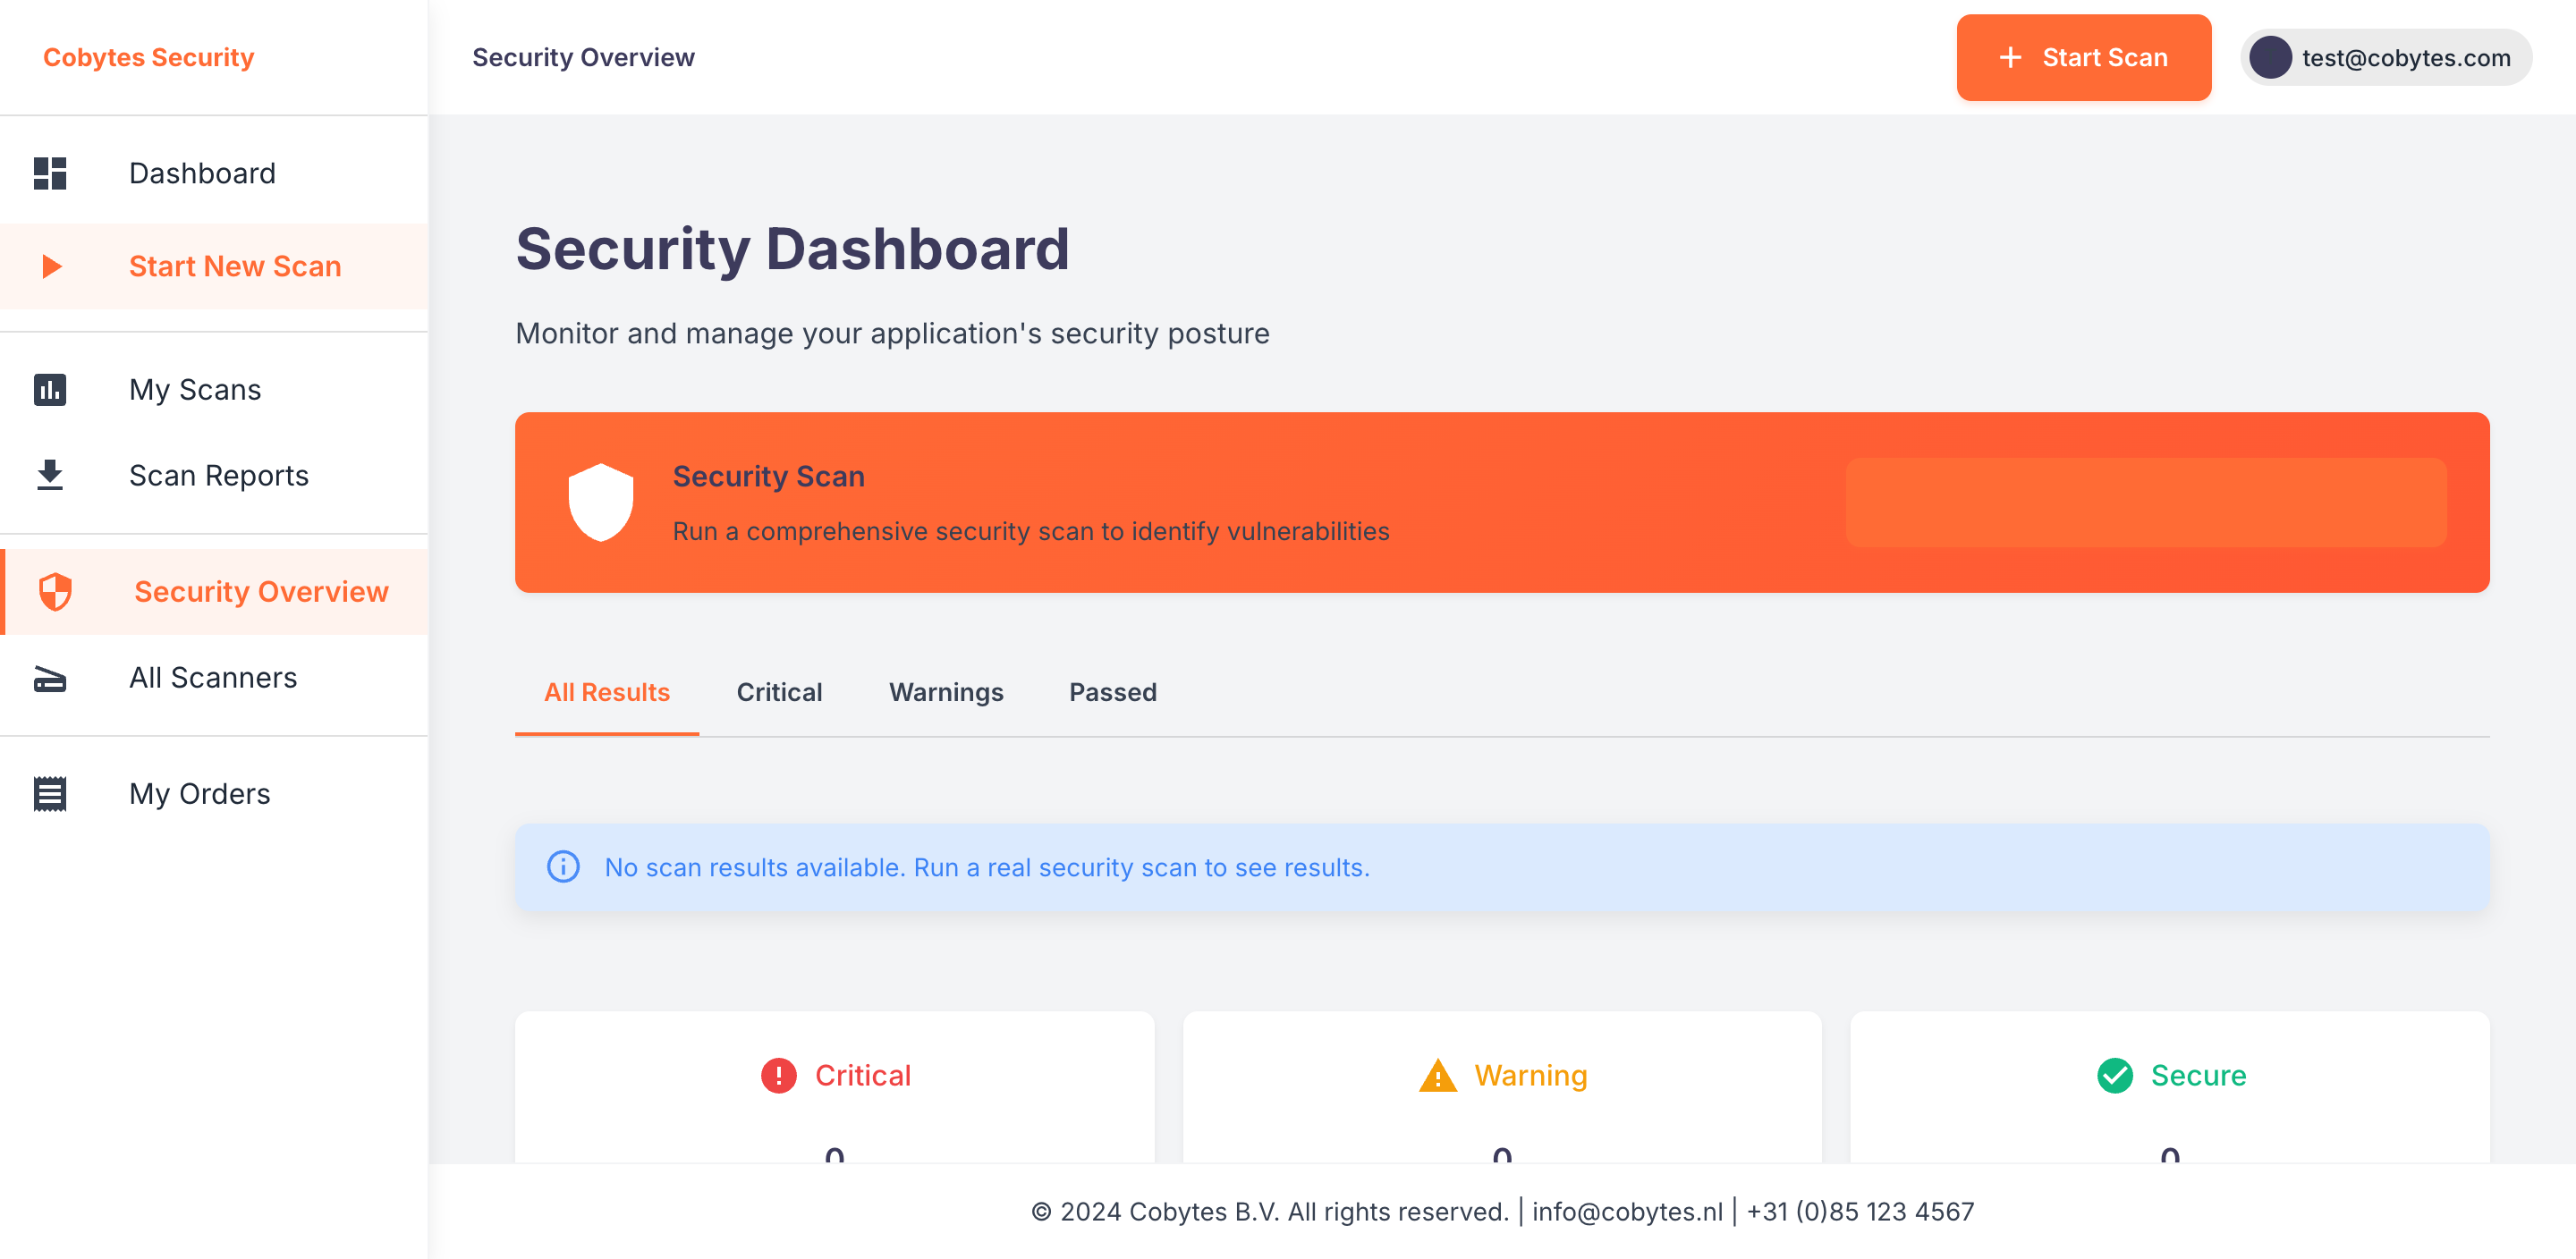 Cobytes Security
Security Overview
Start Scan
test@cobytes.com
Dashboard
Start New Scan
My Scans
Scan Reports
Security Overview
All Scanners
My Orders
Security Dashboard
Monitor and manage your application's security posture
Security Scan
Run a comprehensive security scan to identify vulnerabilities
All Results
Critical
Warnings
Passed
No scan results available. Run a real security scan to see results.
Critical
0
Warning
0
Secure
0
© 2024 Cobytes B.V. All rights reserved. | info@cobytes.nl | +31 (0)85 123 4567